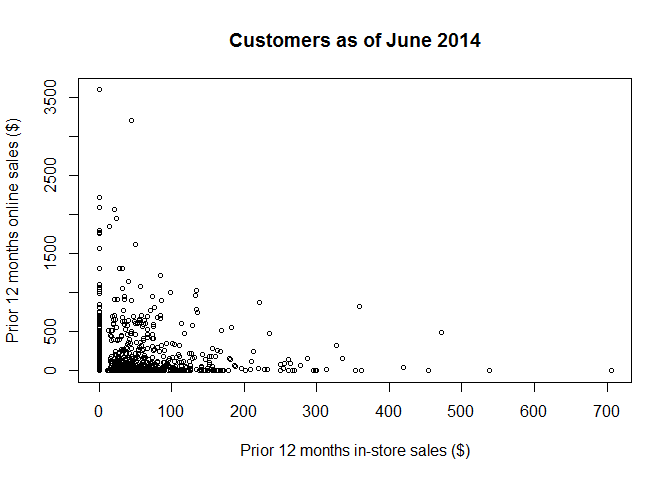 Customers as of June 2014
Prior 12 months online sales ($)
3500
2500
1500
500
0
0 100 200 300 400 500 600 700
Prior 12 months in-store sales ($)